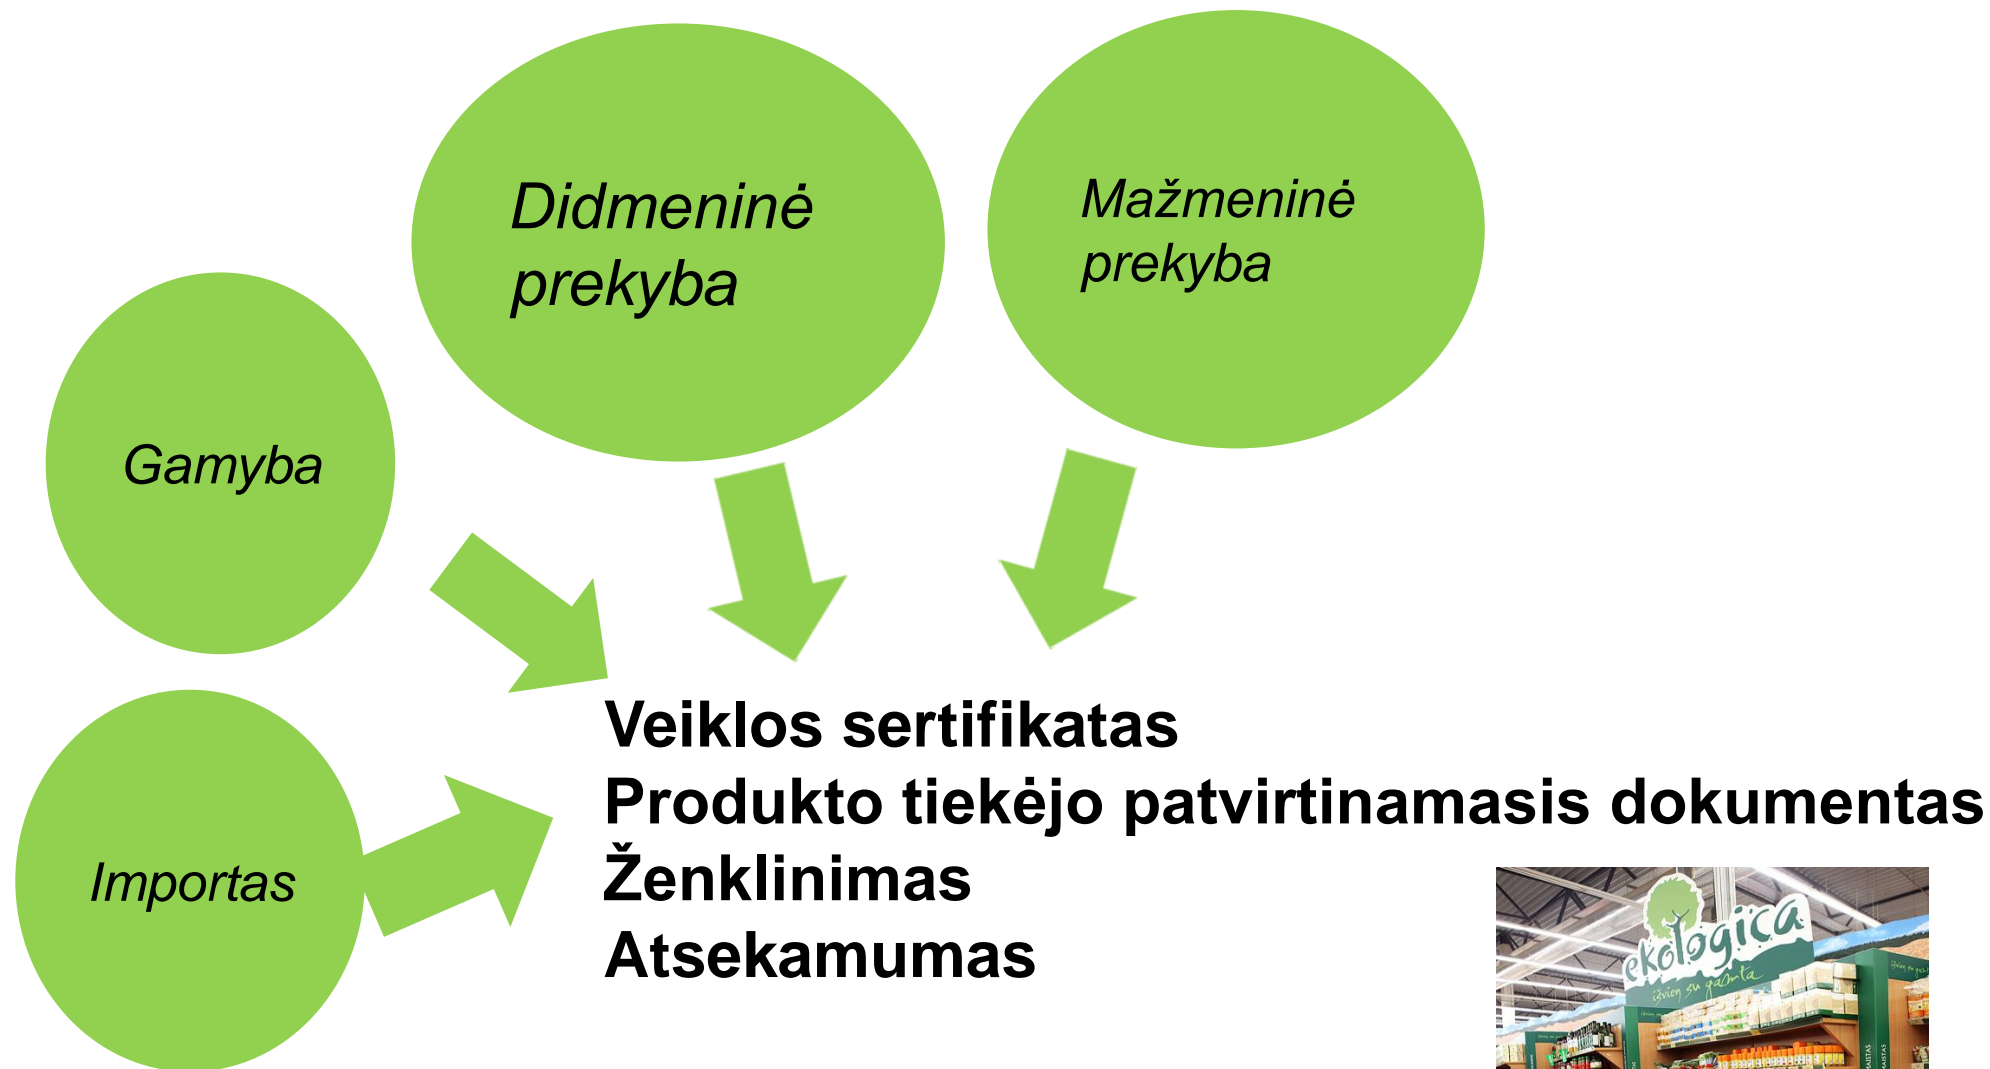 Didmeninė
prekyba
Mažmeninė
prekyba
Gamyba
Importas
Veiklos sertifikatas
Produkto tiekėjo patvirtinamasis dokumentas
Ženklinimas
Atsekamumas
ekologica
išvien su gamta